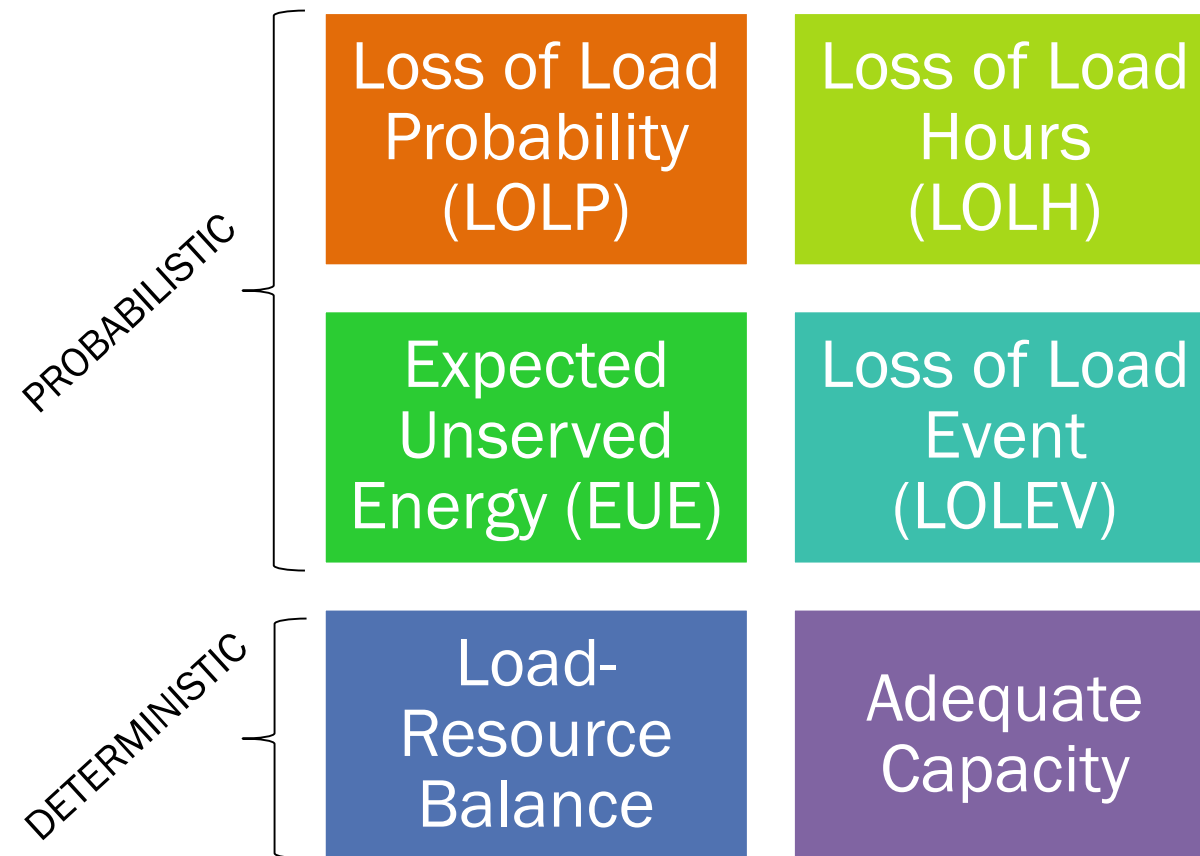 PROBABILISTIC
Loss of Load
Probability
(LOLP)
Loss of Load
Hours
(LOLH)
Expected
Unserved
Energy (EUE)
Loss of Load
Event
(LOLEV)
DETERMINISTIC
Load-
Resource
Balance
Adequate
Capacity